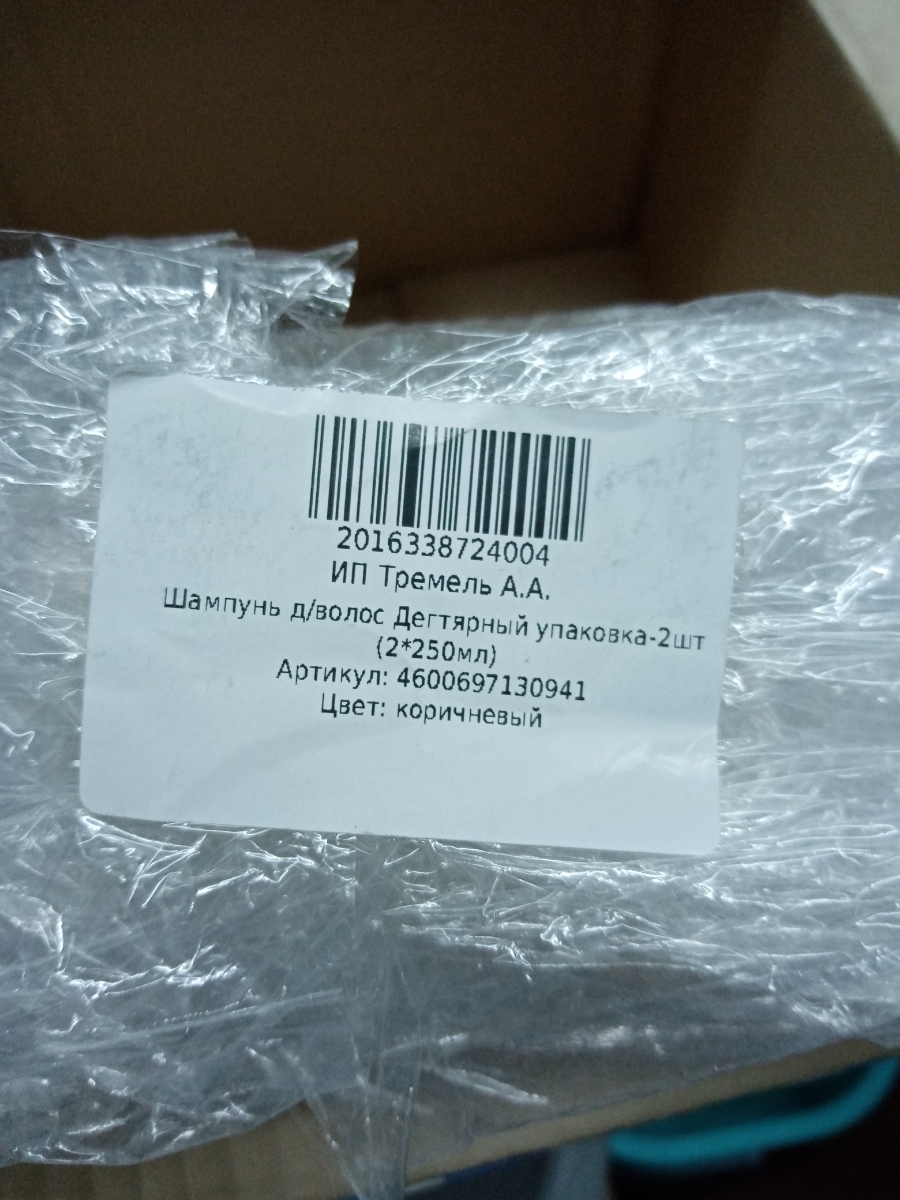 2016338724004
ИП Тремель А.А.
Шампунь д/волос Дегтярный упаковка-2шт
(2*250мл)
Артикул: 4600697130941
Цвет: коричневый